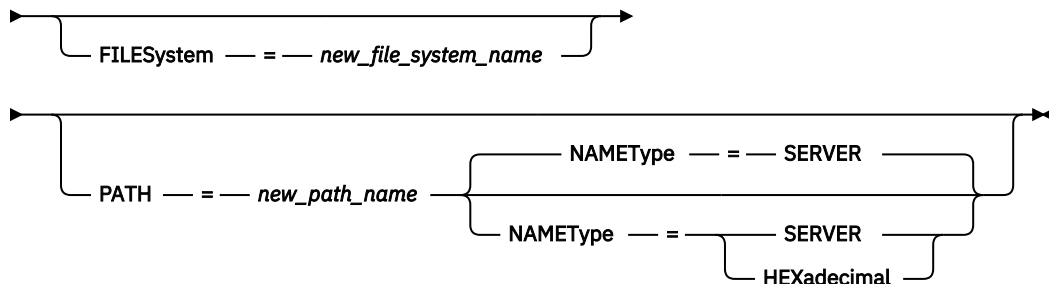 FILESystem = new_file_system_name
NAMEType = SERVER
PATH = new_path_name
NAMEType = SERVER
HEXadecimal